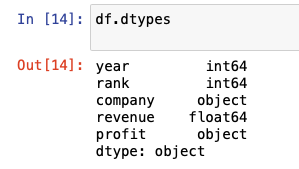 In [14]: df.dtypes
Out[14]: year int64
rank int64
company object
revenue float64
profit object
dtype: object